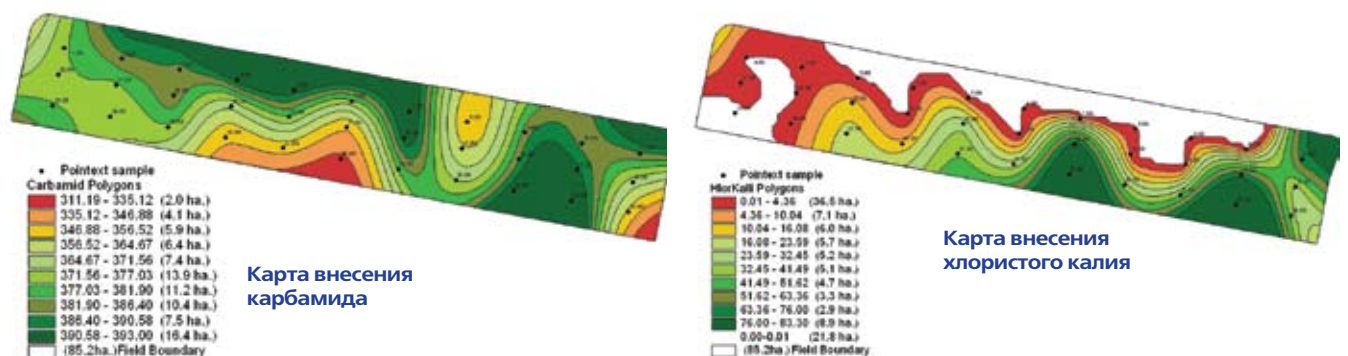 Pointext sample
Carbamid Polygons
311.19 - 335.12 (2.0 ha.)
335.12 - 346.88 (4.1 ha.)
346.88 - 356.52 (5.9 ha.)
356.52 - 364.67 (6.4 ha.)
364.67 - 371.56 (7.4 ha.)
371.56 - 377.03 (13.9 ha.)
377.03 - 381.90 (11.2 ha.)
381.90 - 386.40 (10.4 ha.)
386.40 - 390.58 (7.5 ha.)
390.58 - 393.00 (16.4 ha.)
(85.2ha.) Field Boundary
Карта внесения
карбамида
Pointext sample
HlorKalli Polygons
0.01 - 4.36 (36.5 ha.)
4.36 - 10.04 (7.1 ha.)
10.04 - 16.08 (6.0 ha.)
16.08 - 23.59 (5.7 ha.)
23.59 - 32.45 (5.2 ha.)
32.45 - 41.49 (5.1 ha.)
41.49 - 51.62 (4.7 ha.)
51.62 - 63.36 (3.3 ha.)
63.36 - 76.00 (2.9 ha.)
76.00 - 83.30 (8.9 ha.)
0.00-0.01 (21.8 ha.)
(85.2ha.) Field Boundary
Карта внесения
хлористого калия